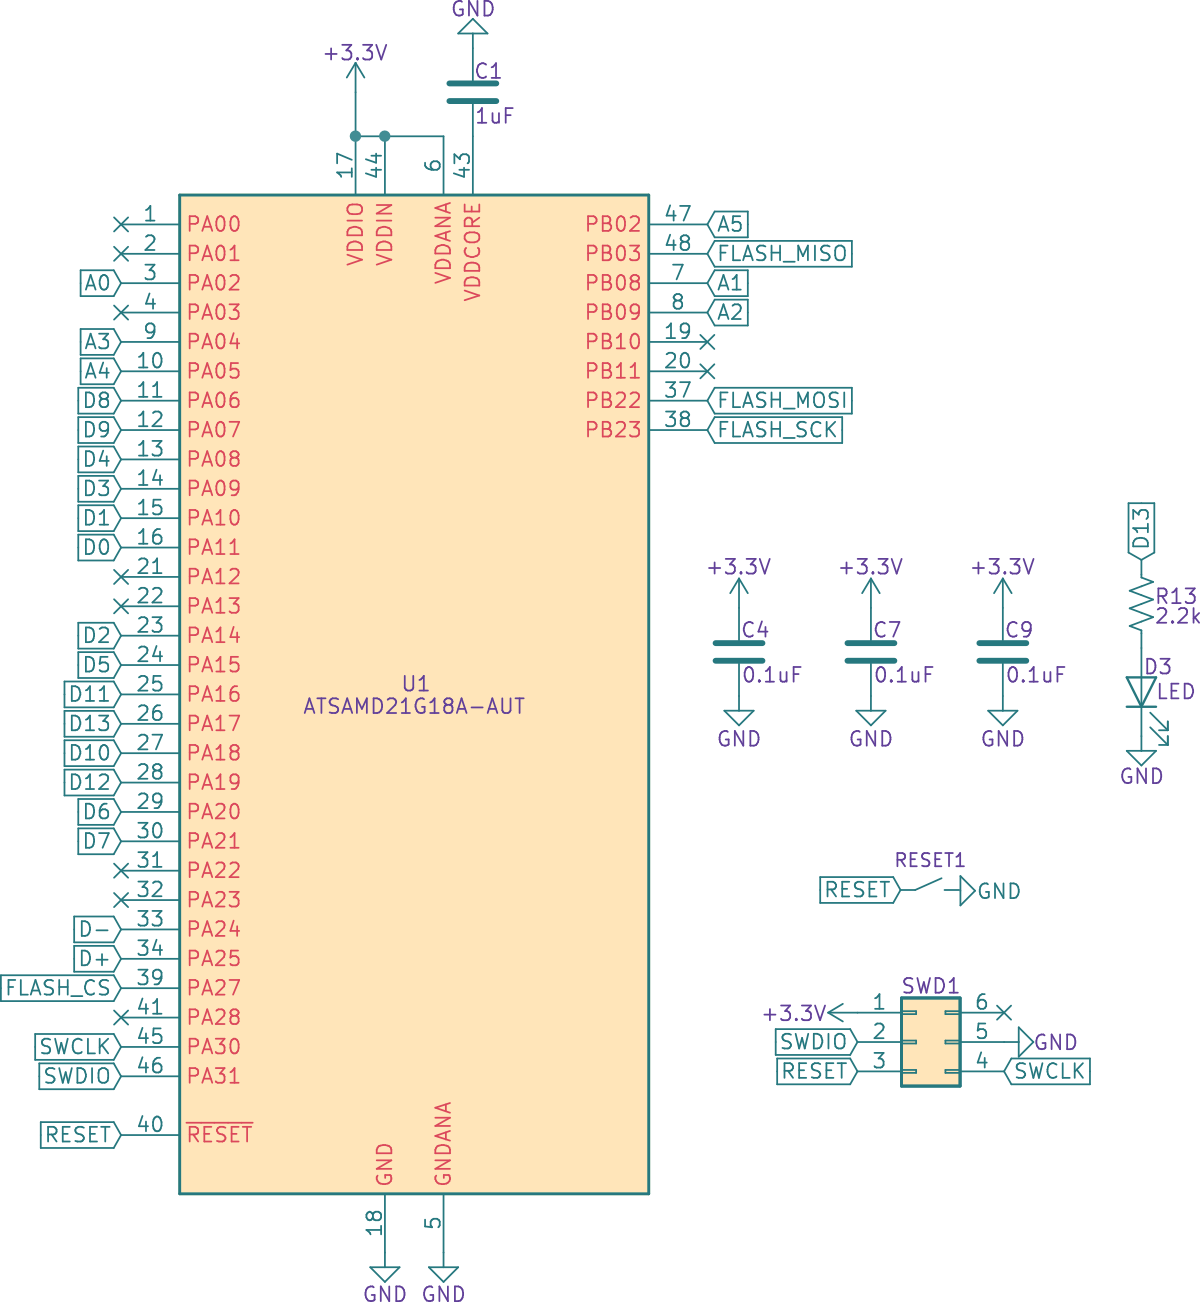 GND
+3.3V
C1
1uF
17
44
6
43
VDDIO
VDDIN
VDDANA
VDDCORE
1 PA00
2 PA01
A0 3 PA02
4 PA03
A3 9 PA04
A4 10 PA05
D8 11 PA06
D9 12 PA07
D4 13 PA08
D3 14 PA09
D1 15 PA10
D0 16 PA11
21 PA12
22 PA13
D2 23 PA14
D5 24 PA15
D11 25 PA16
D13 26 PA17
D10 27 PA18
D12 28 PA19
D6 29 PA20
D7 30 PA21
31 PA22
32 PA23
D- 33 PA24
D+ 34 PA25
FLASH_CS 39 PA27
41 PA28
SWCLK 45 PA30
SWDIO 46 PA31
RESET 40 RESET
U1
ATSAMD21G18A-AUT
PB02 47 A5
PB03 48 FLASH_MISO
PB08 7 A1
PB09 8 A2
PB10 19
PB11 20
PB22 37 FLASH_MOSI
PB23 38 FLASH_SCK
GND
GNDANA
18
5
GND
GND
+3.3V
C4
0.1uF
GND
+3.3V
C7
0.1uF
GND
+3.3V
C9
0.1uF
GND
D13
R13
2.2k
D3
LED
GND
RESET1
RESET
GND
SWD1
+3.3V 1
SWDIO 2
RESET 3
6
5 GND
4 SWCLK